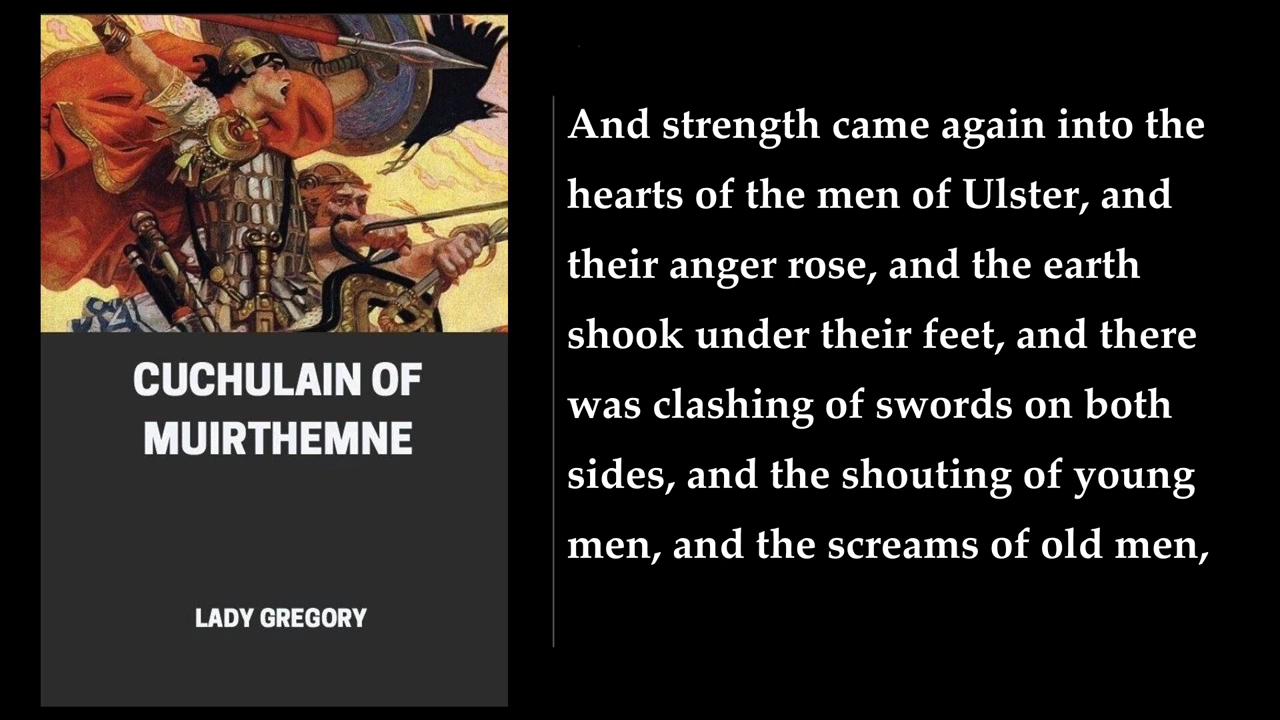 CUCHULAIN OF
MUIRTHEMNE
LADY GREGORY
And strength came again into the
hearts of the men of Ulster, and
their anger rose, and the earth
shook under their feet, and there
was clashing of swords on both
sides, and the shouting of young
men, and the screams of old men,